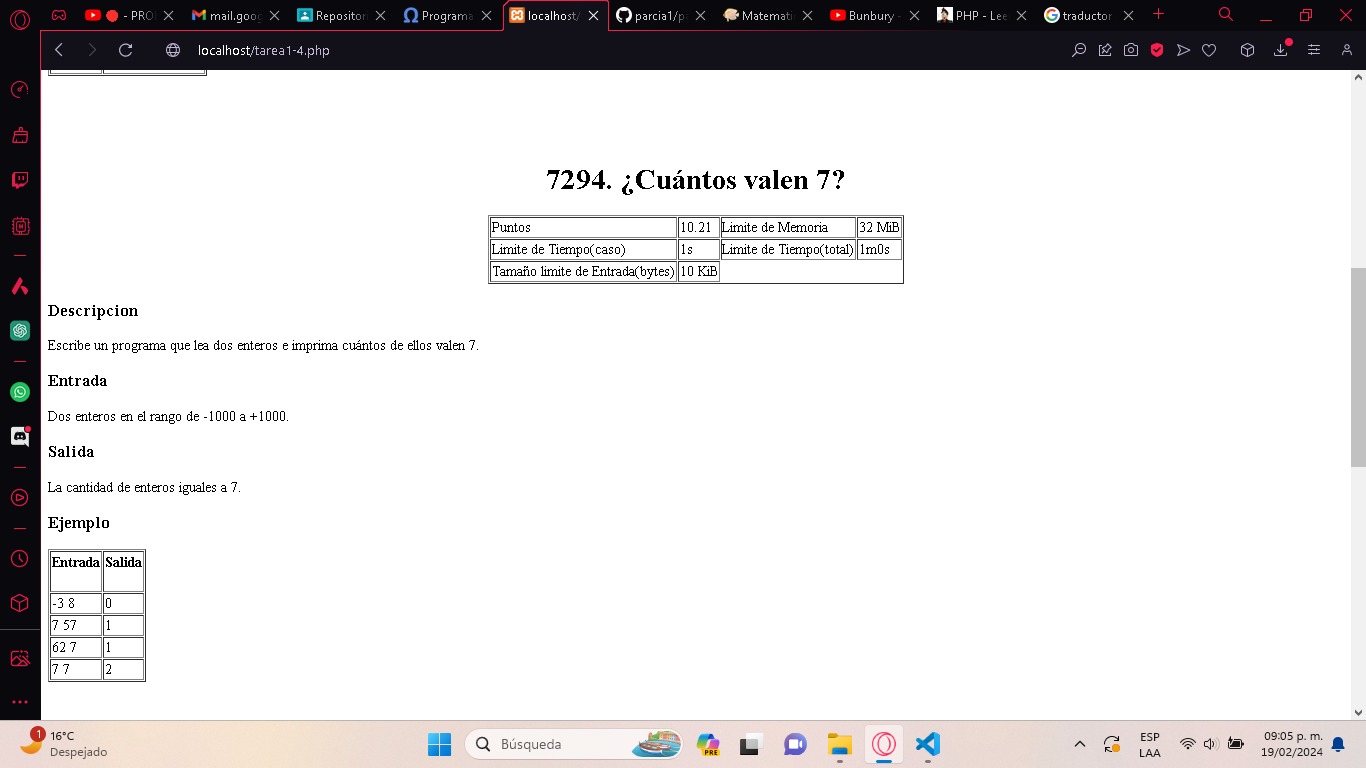 - PROI
mail.goog
Repositor
Programa
localhost/
parcia1/p
Matemati
Bunbury -
PHP - Lee
traductor
localhost/tarea1-4.php
7294. ¿Cuántos valen 7?
Puntos 10.21 Limite de Memoria 32 MiB
Limite de Tiempo(caso) 1s Limite de Tiempo(total) 1m0s
Tamaño limite de Entrada(bytes) 10 KiB
Descripcion
Escribe un programa que lea dos enteros e imprima cuántos de ellos valen 7.
Entrada
Dos enteros en el rango de -1000 a +1000.
Salida
La cantidad de enteros iguales a 7.
Ejemplo
Entrada Salida
-3 8 0
7 57 1
62 7 1
7 7 2
1
16°C
Despejado
Búsqueda
PRE
ESP
LAA
09:05 p. m.
19/02/2024